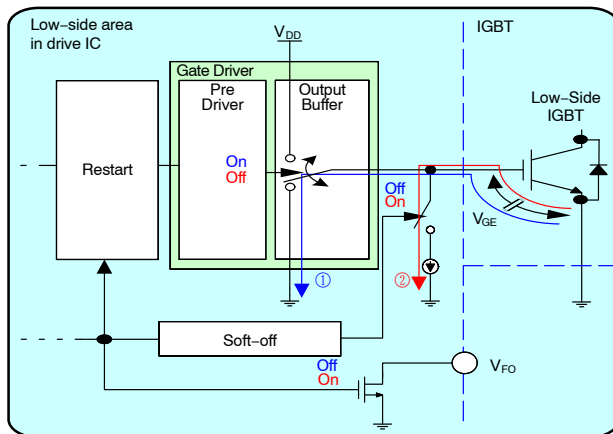 Low-side area
in drive IC
IGBT
VDD
Gate Driver
Pre
Driver
Output
Buffer
Low-Side
IGBT
Restart
On
Off
Off
On
VGE
①
②
Soft-off
Off
On
VFO